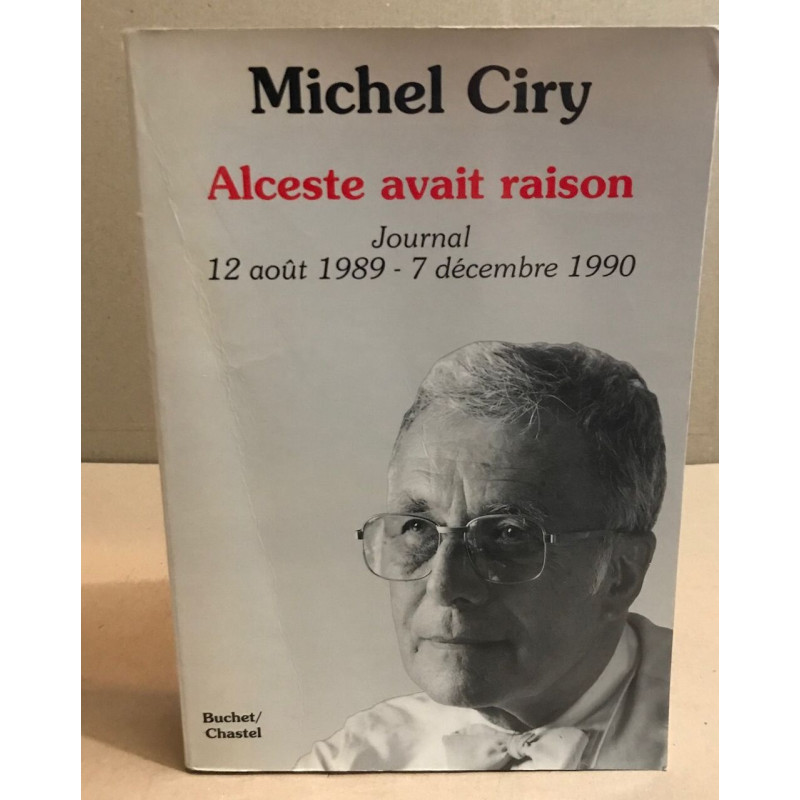 Michel Ciry
Alceste avait raison
Journal
12 août 1989 - 7 décembre 1990
Buchet/
Chastel